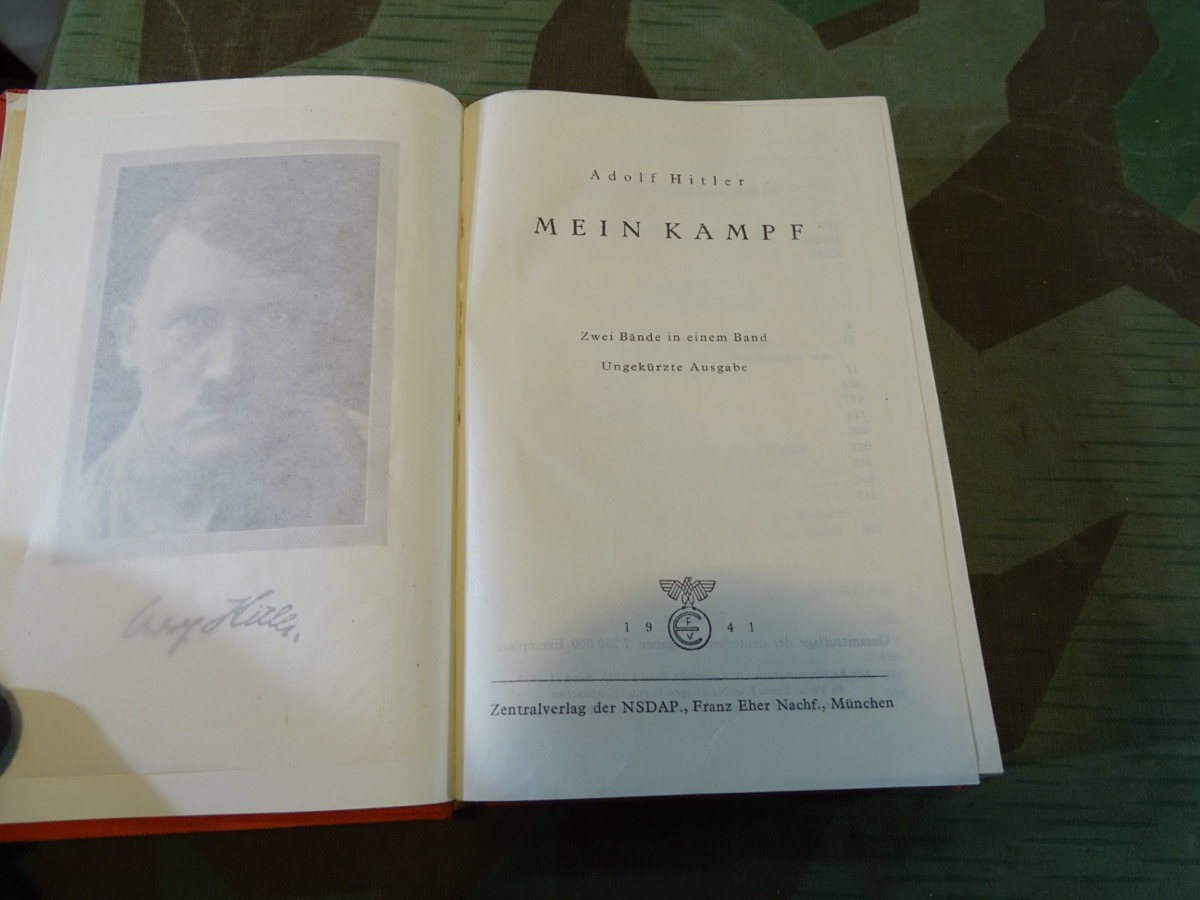 Adolf Hitler
MEIN KAMPF
Zwei Bände in einem Band
Ungekürzte Ausgabe
F
E
V
1941
Zentralverlag der NSDAP., Franz Eher Nachf., München
Hitler